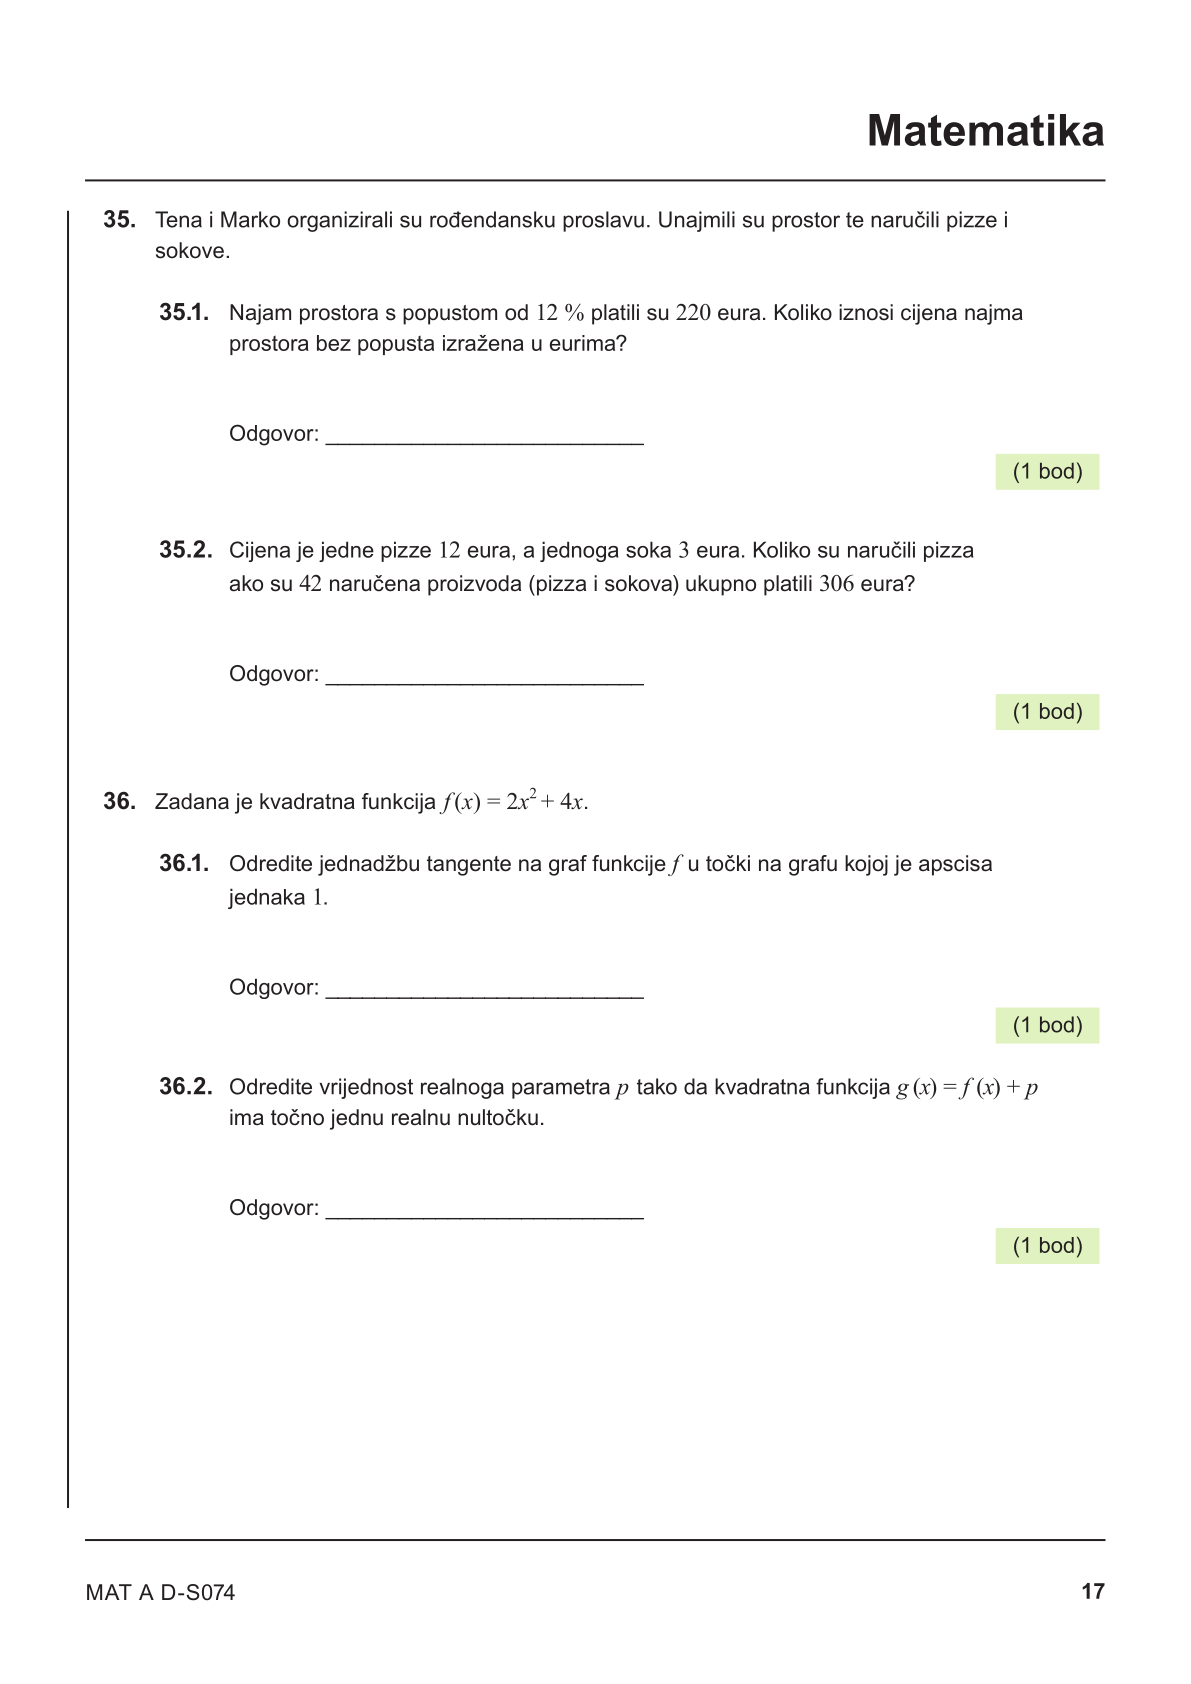 Matematika
35. Tena i Marko organizirali su rođendansku proslavu. Unajmili su prostor te naručili pizze i
sokove.
35.1. Najam prostora s popustom od 12 % platili su 220 eura. Koliko iznosi cijena najma
prostora bez popusta izražena u eurima?
Odgovor: __________________________
(1 bod)
35.2. Cijena je jedne pizze 12 eura, a jednoga soka 3 eura. Koliko su naručili pizza
ako su 42 naručena proizvoda (pizza i sokova) ukupno platili 306 eura?
Odgovor: __________________________
(1 bod)
36. Zadana je kvadratna funkcija f(x) = 2x² + 4x.
36.1. Odredite jednadžbu tangente na graf funkcije f u točki na grafu kojoj je apscisa
jednaka 1.
Odgovor: __________________________
(1 bod)
36.2. Odredite vrijednost realnoga parametra p tako da kvadratna funkcija g(x) = f(x) + p
ima točno jednu realnu nultočku.
Odgovor: __________________________
(1 bod)
MAT A D-S074
17